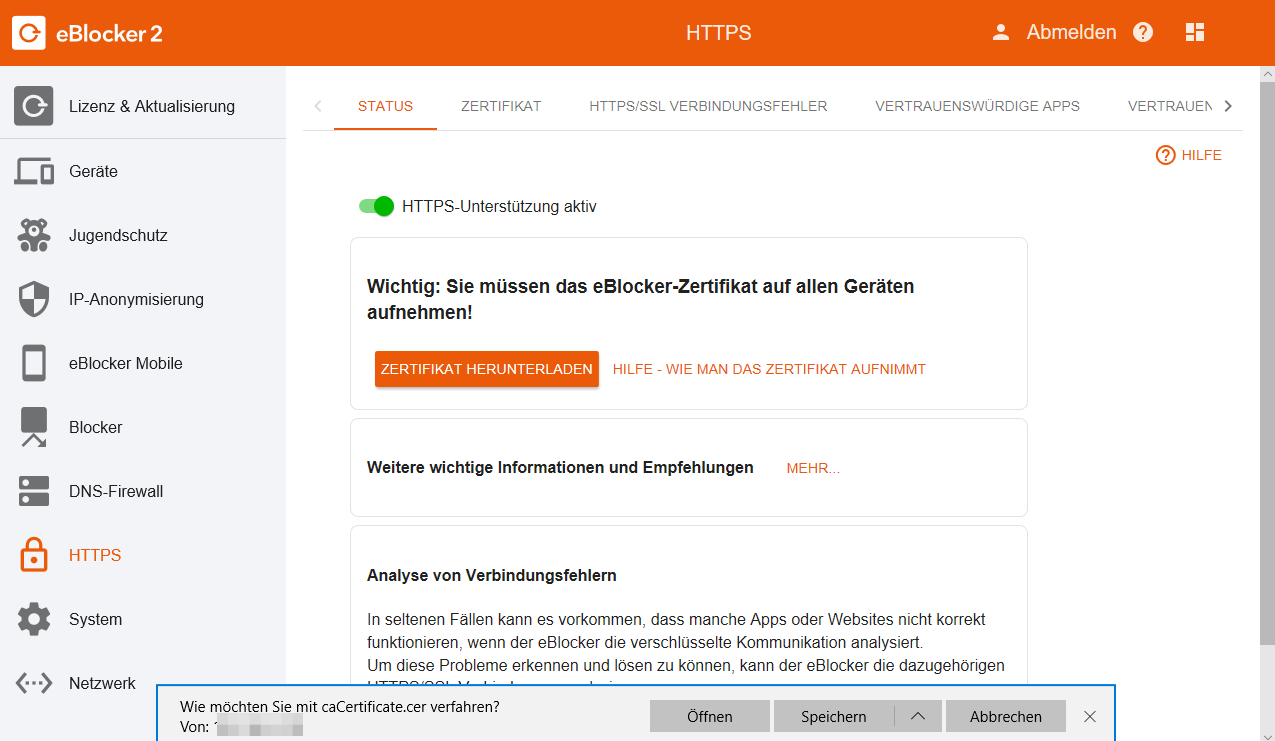 eBlocker 2
HTTPS
Abmelden
Lizenz & Aktualisierung
Geräte
Jugendschutz
IP-Anonymisierung
eBlocker Mobile
Blocker
DNS-Firewall
HTTPS
System
Netzwerk
STATUS
ZERTIFIKAT
HTTPS/SSL VERBINDUNGSFEHLER
VERTRAUENSWÜRDIGE APPS
VERTRAUEN
HILFE
HTTPS-Unterstützung aktiv
Wichtig: Sie müssen das eBlocker-Zertifikat auf allen Geräten
aufnehmen!
ZERTIFIKAT HERUNTERLADEN
HILFE - WIE MAN DAS ZERTIFIKAT AUFNIMMT
Weitere wichtige Informationen und Empfehlungen
MEHR...
Analyse von Verbindungsfehlern
In seltenen Fällen kann es vorkommen, dass manche Apps oder Websites nicht korrekt
funktionieren, wenn der eBlocker die verschlüsselte Kommunikation analysiert.
Um diese Probleme erkennen und lösen zu können, kann der eBlocker die dazugehörigen
Wie möchten Sie mit caCertificate.cer verfahren?
Von:
Öffnen
Speichern
Abbrechen